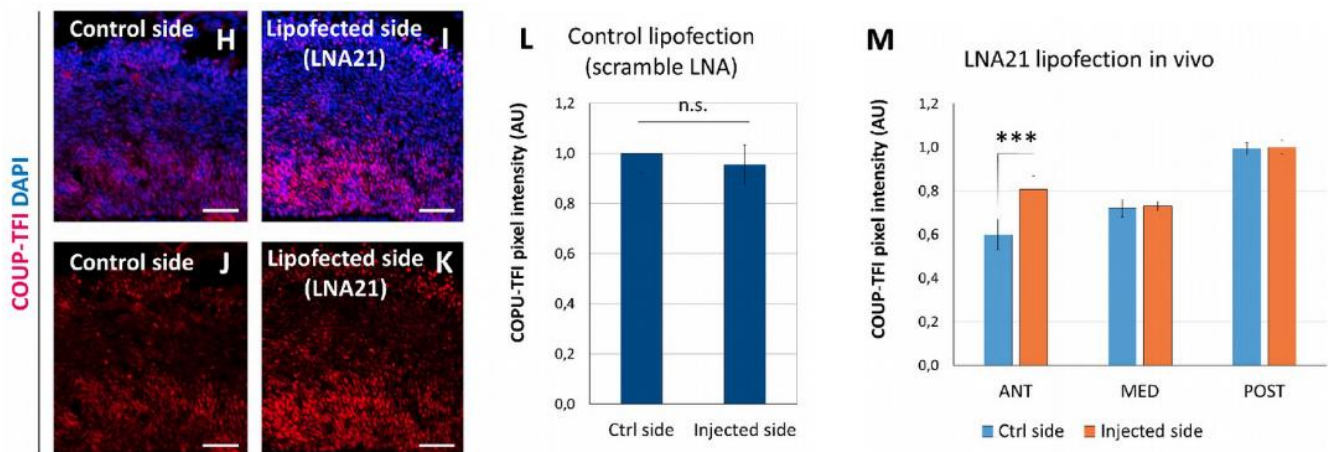 COUP-TFI DAPI
Control side H
Lipofected side I
(LNA21)
Control side J
Lipofected side K
(LNA21)
L
Control lipofection
(scramble LNA)
COPU-TFI pixel intensity (AU)
1,2
1,0
0,8
0,6
0,4
0,2
0,0
n.s.
Ctrl side
Injected side
M
LNA21 lipofection in vivo
COUP-TFI pixel intensity (AU)
1,2
1,0
0,8
0,6
0,4
0,2
0,0
***
ANT
MED
POST
Ctrl side
Injected side